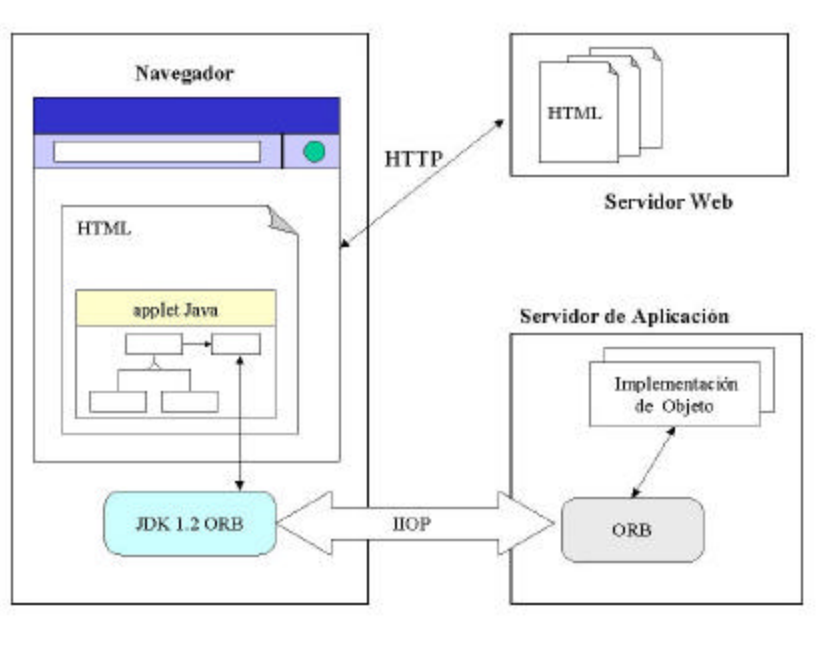 Navegador
HTML
applet Java
JDK 1.2 ORB
HTTP
IIOP
HTML
Servidor Web
Servidor de Aplicación
Implementación
de Objeto
ORB